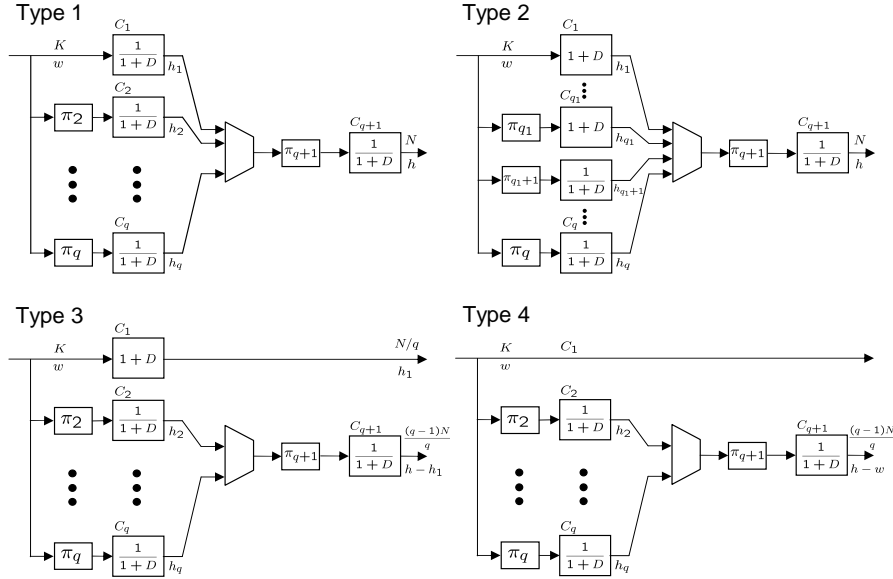 Type 1
C_1
K
w
1/(1 + D)
h_1
C_2
π_2
1/(1 + D)
h_2
π_{q+1}
C_{q+1}
1/(1 + D)
N
h
C_q
π_q
1/(1 + D)
h_q
Type 2
C_1
K
w
1 + D
h_1
C_{q_1}
π_{q_1}
1 + D
h_{q_1}
π_{q_1+1}
1/(1 + D)
h_{q_1+1}
π_{q+1}
C_{q+1}
1/(1 + D)
N
h
C_q
π_q
1/(1 + D)
h_q
Type 3
C_1
K
w
1 + D
N/q
h_1
C_2
π_2
1/(1 + D)
h_2
π_{q+1}
C_{q+1}
1/(1 + D)
(q − 1)N/q
h − h_1
C_q
π_q
1/(1 + D)
h_q
Type 4
K
w
C_1
C_2
π_2
1/(1 + D)
h_2
π_{q+1}
C_{q+1}
1/(1 + D)
(q − 1)N/q
h − w
C_q
π_q
1/(1 + D)
h_q